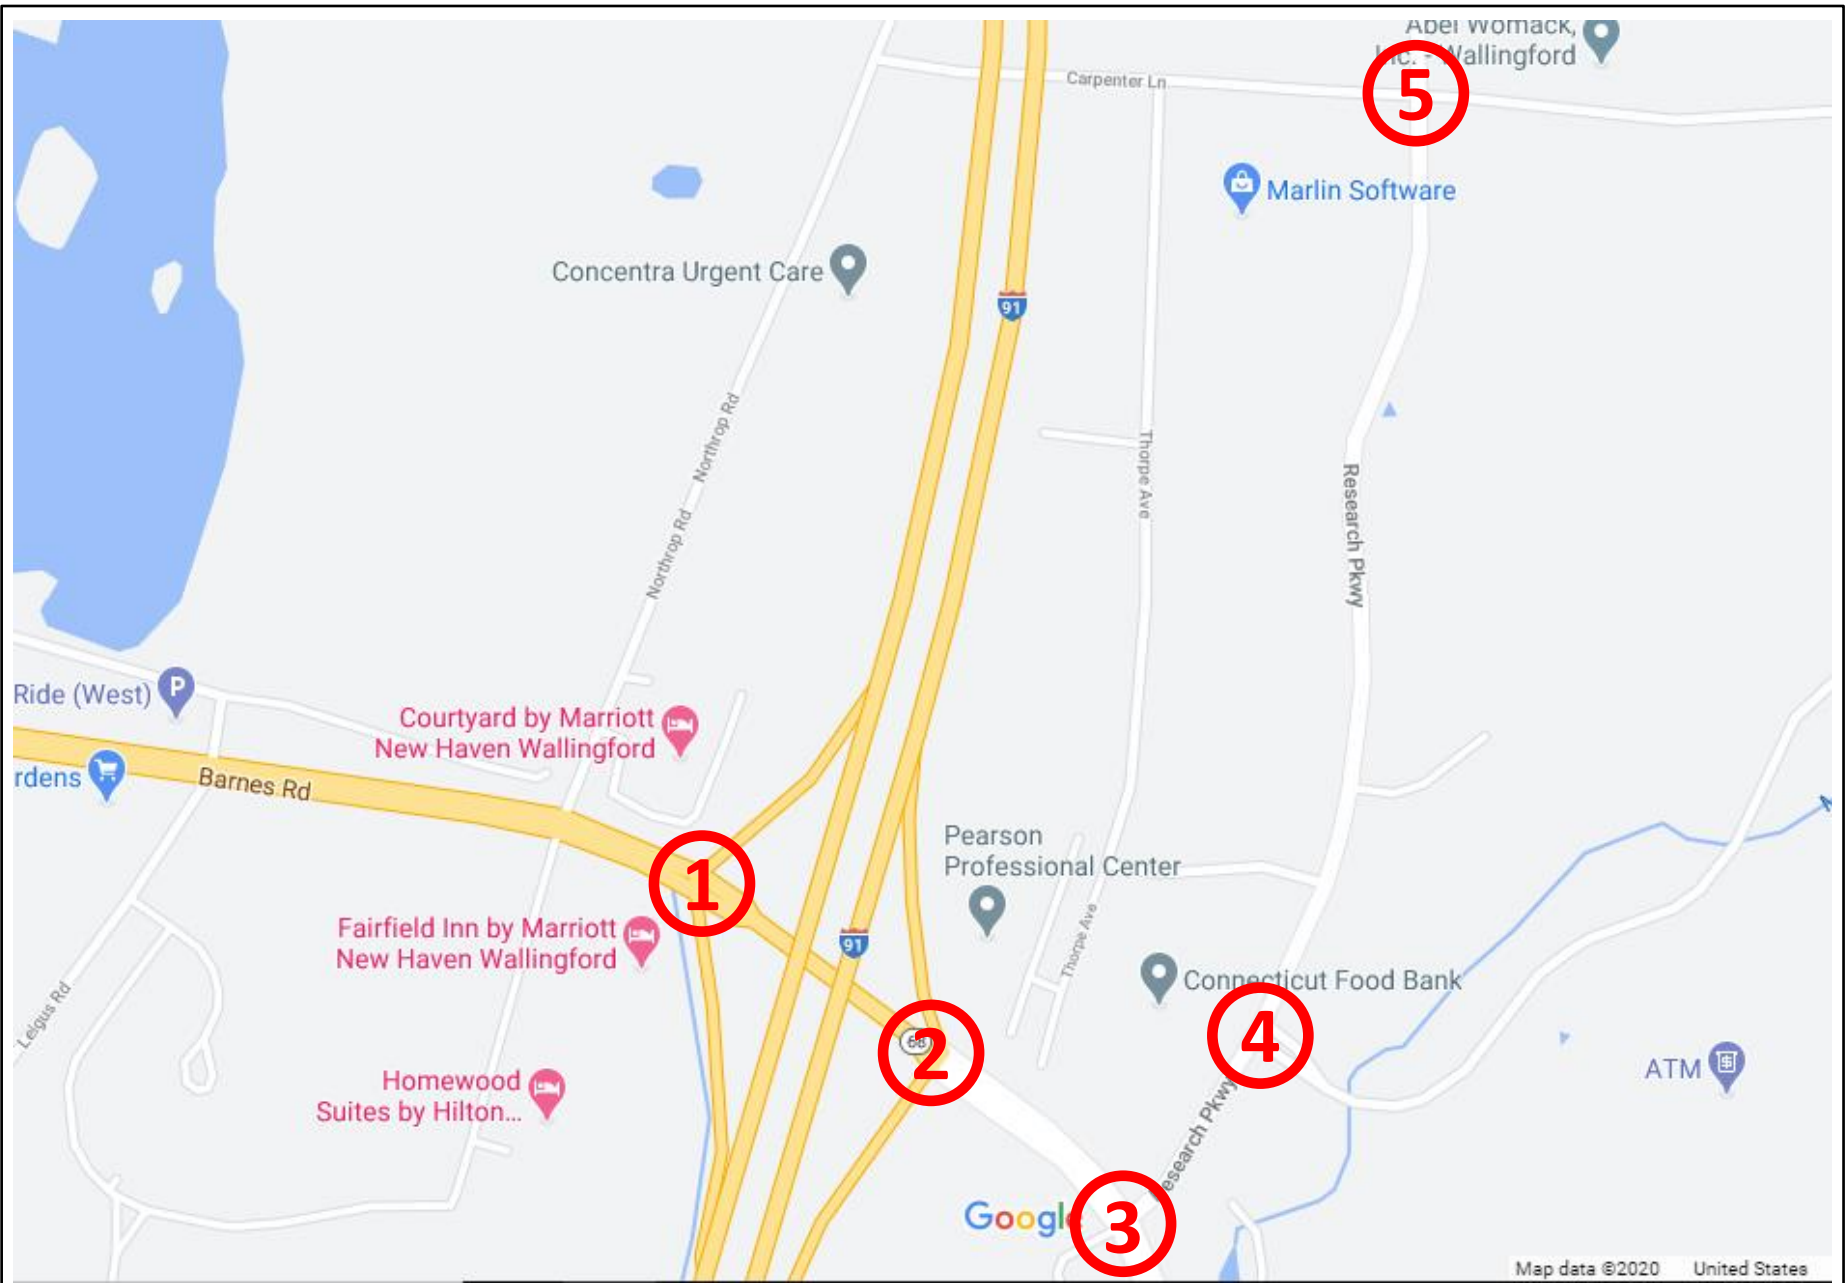 Abel Womack,
Inc. - Wallingford
5
Carpenter Ln
Marlin Software
Concentra Urgent Care
91
Northrop Rd
Northrop Rd
Thorpe Ave
Research Pkwy
Ride (West)
P
Courtyard by Marriott
New Haven Wallingford
rdens
Barnes Rd
Pearson
Professional Center
1
Fairfield Inn by Marriott
New Haven Wallingford
91
Thorpe Ave
Connecticut Food Bank
Leigus Rd
68
2
4
ATM
$
Homewood
Suites by Hilton...
Research Pkwy
Google
3
Map data ©2020
United States